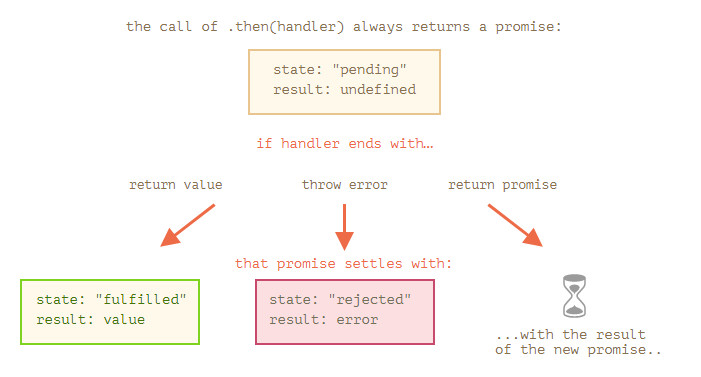 the call of .then(handler) always returns a promise:
state: "pending"
result: undefined
if handler ends with…
return value
throw error
return promise
that promise settles with:
state: "fulfilled"
result: value
state: "rejected"
result: error
...with the result
of the new promise..